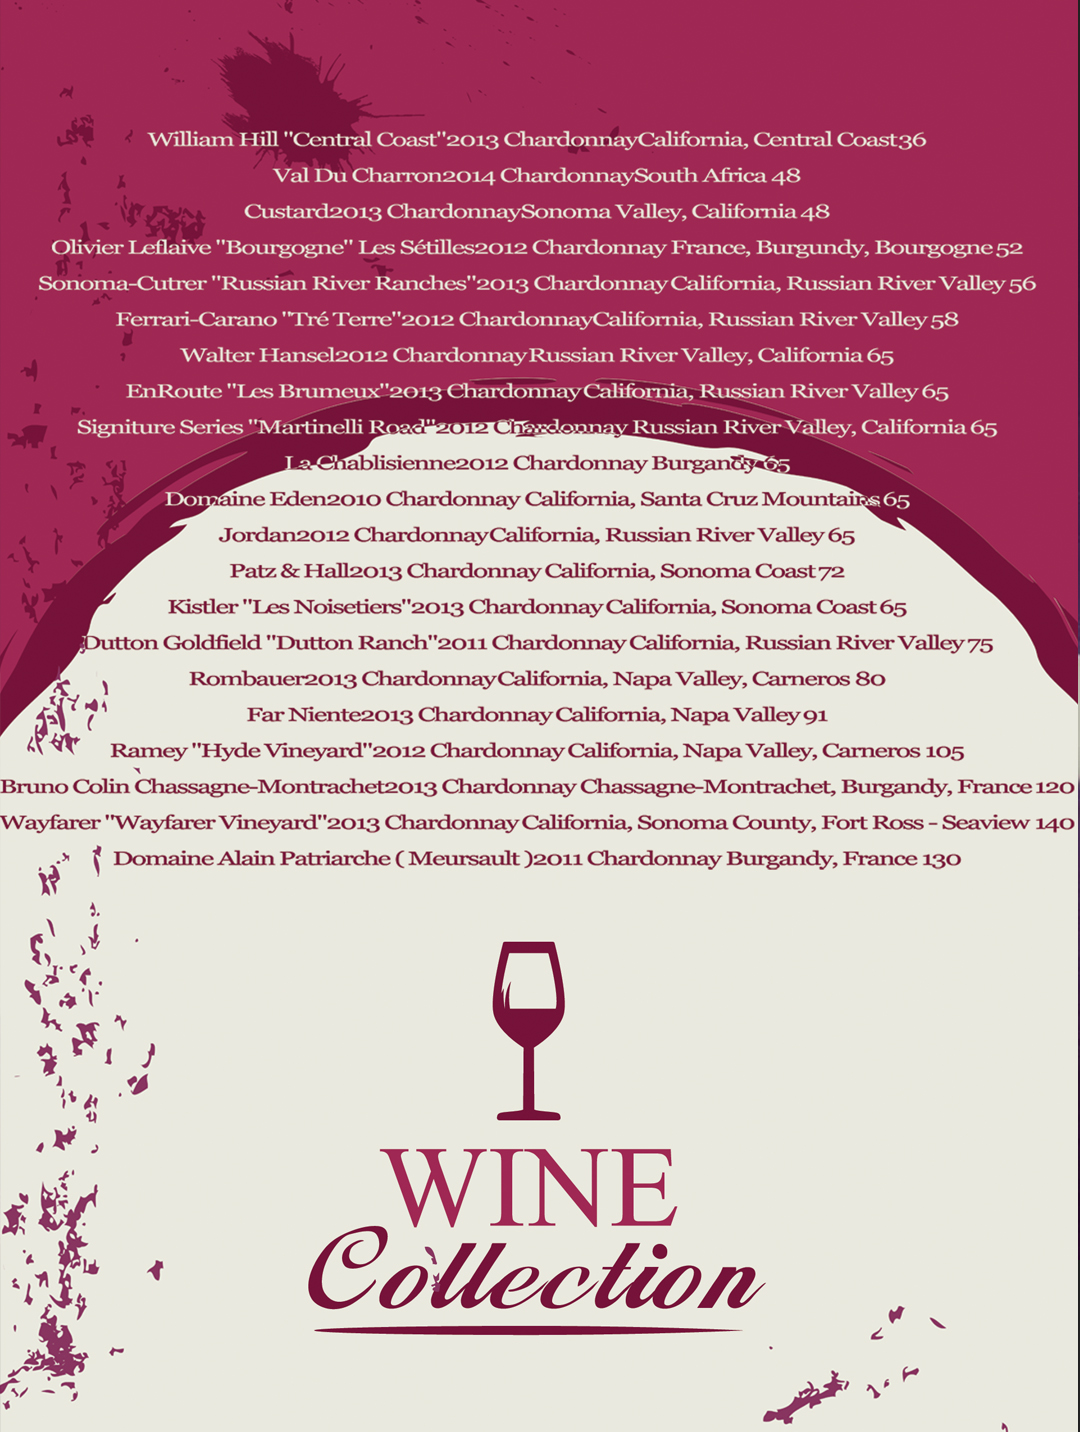 William Hill "Central Coast"2013 ChardonnayCalifornia, Central Coast 36
Val Du Charron2014 ChardonnaySouth Africa 48
Custard2013 ChardonnaySonoma Valley, California 48
Olivier Leflaive "Bourgogne" Les Sétilles2012 Chardonnay France, Burgundy, Bourgogne 52
Sonoma-Cutrer "Russian River Ranches"2013 Chardonnay California, Russian River Valley 56
Ferrari-Carano "Tré Terre"2012 ChardonnayCalifornia, Russian River Valley 58
Walter Hansel2012 Chardonnay Russian River Valley, California 65
EnRoute "Les Brumeux"2013 Chardonnay California, Russian River Valley 65
Signiture Series "Martinelli Road"2012 Chardonnay Russian River Valley, California 65
La Chablisienne2012 Chardonnay Burgandy 65
Domaine Eden2010 Chardonnay California, Santa Cruz Mountains 65
Jordan2012 ChardonnayCalifornia, Russian River Valley 65
Patz & Hall2013 Chardonnay California, Sonoma Coast 72
Kistler "Les Noisetiers"2013 Chardonnay California, Sonoma Coast 65
Dutton Goldfield "Dutton Ranch"2011 Chardonnay California, Russian River Valley 75
Rombauer2013 ChardonnayCalifornia, Napa Valley, Carneros 80
Far Niente2013 Chardonnay California, Napa Valley 91
Ramey "Hyde Vineyard"2012 Chardonnay California, Napa Valley, Carneros 105
Bruno Colin Chassagne-Montrachet2013 Chardonnay Chassagne-Montrachet, Burgandy, France 120
Wayfarer "Wayfarer Vineyard"2013 Chardonnay California, Sonoma County, Fort Ross - Seaview 140
Domaine Alain Patriarche ( Meursault )2011 Chardonnay Burgandy, France 130
WINE
Collection